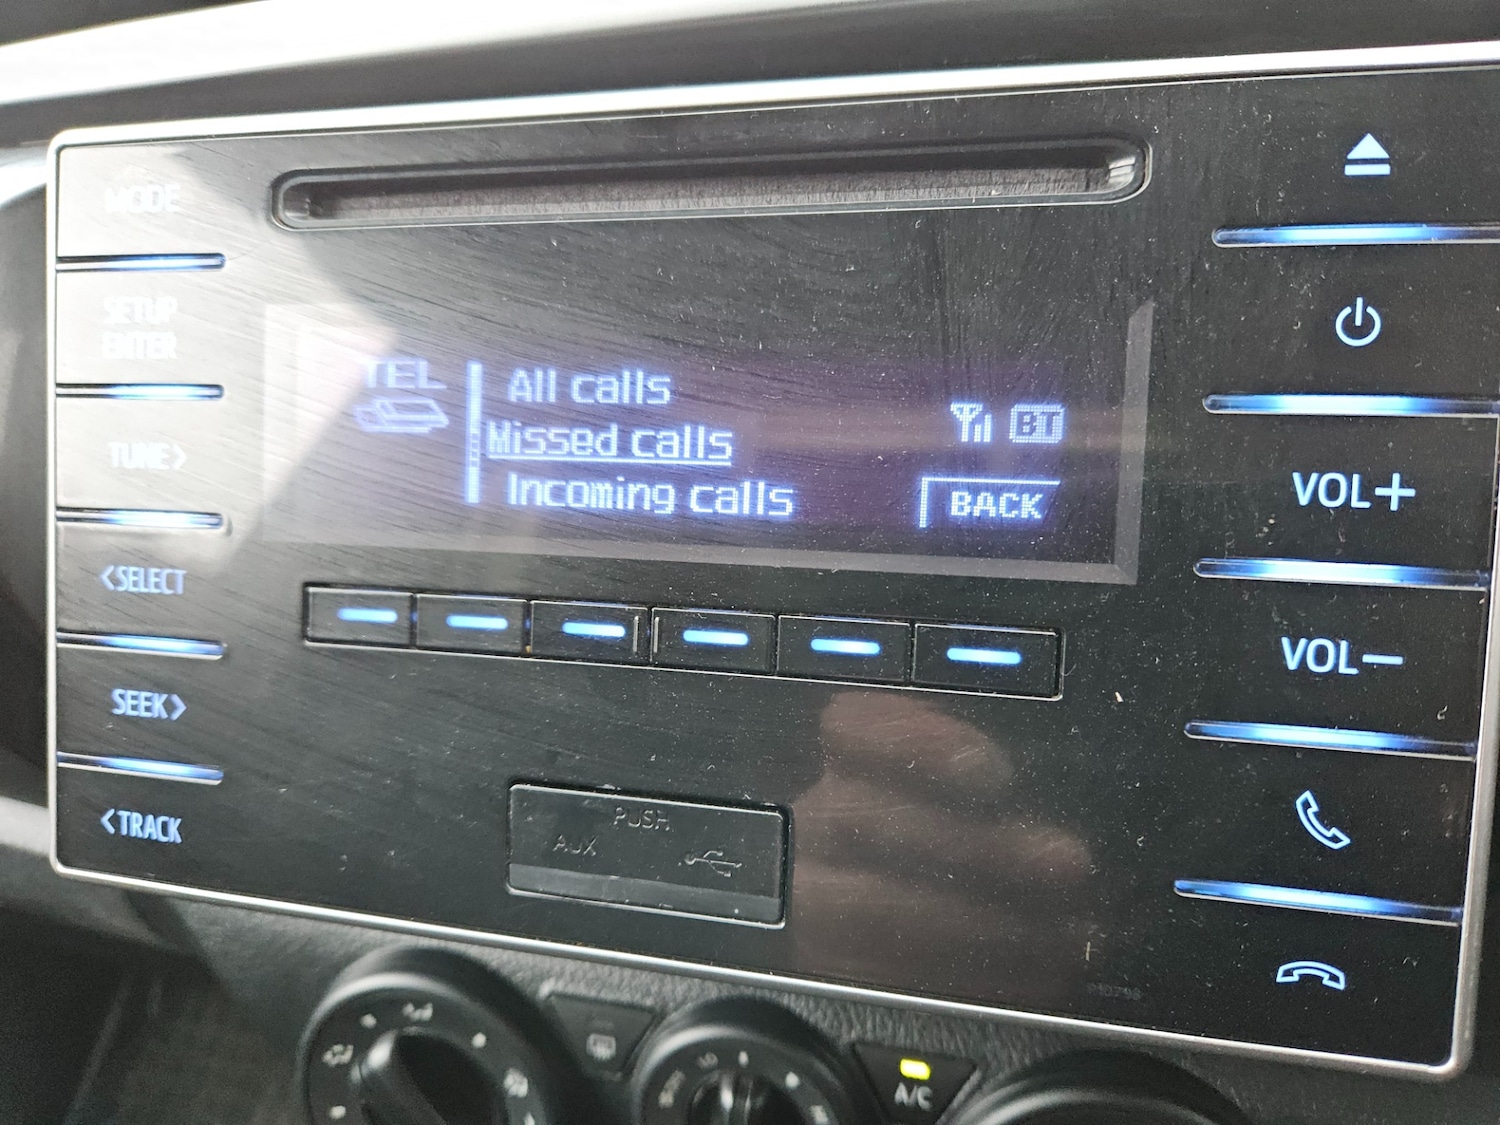 MODE
SETUP
ENTER
TUNE>
<SELECT
SEEK>
<TRACK
TEL
All calls
Missed calls
Incoming calls
BT
BACK
VOL+
VOL−
PUSH
AUX
A/C